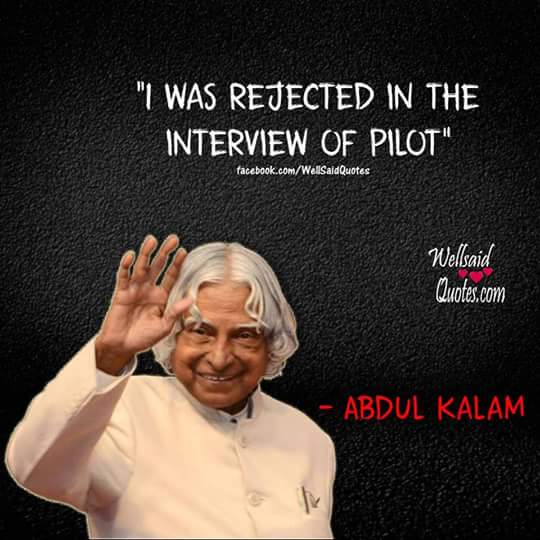 "I WAS REJECTED IN THE
INTERVIEW OF PILOT"
facebook.com/WellSaidQuotes
Wellsaid
Quotes.com
- ABDUL KALAM